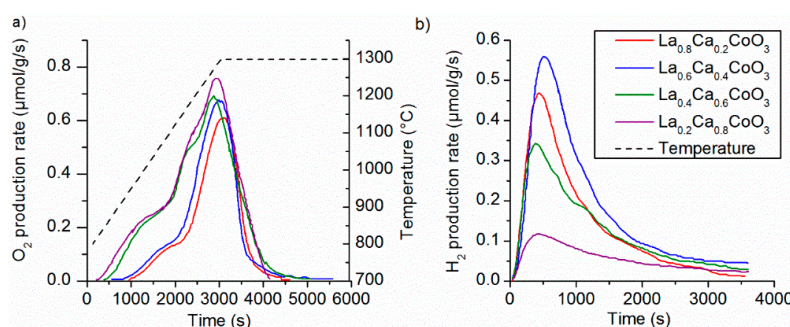 a)
O₂ production rate (μmol/g/s)
0.8
0.6
0.4
0.2
0.0
0 1000 2000 3000 4000 5000 6000
Time (s)
1300
1200
1100
1000
900
800
700
Temperature (°C)
b)
H₂ production rate (μmol/g/s)
0.6
0.5
0.4
0.3
0.2
0.1
0.0
0 1000 2000 3000 4000
Time (s)
La₀.₈Ca₀.₂CoO₃
La₀.₆Ca₀.₄CoO₃
La₀.₄Ca₀.₆CoO₃
La₀.₂Ca₀.₈CoO₃
Temperature